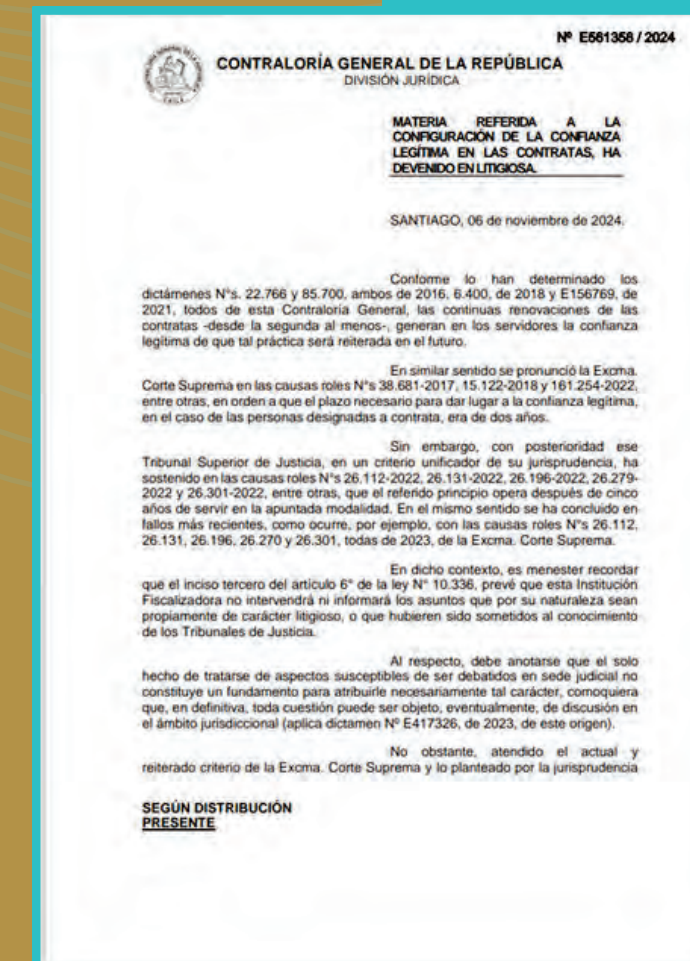 Nº E561358 / 2024
CONTRALORÍA GENERAL DE LA REPÚBLICA
DIVISIÓN JURÍDICA
MATERIA REFERIDA A LA
CONFIGURACIÓN DE LA CONFIANZA
LEGÍTIMA EN LAS CONTRATAS, HA
DEVENIDO EN LITIGIOSA.
SANTIAGO, 06 de noviembre de 2024.
Conforme lo han determinado los
dictámenes N°s. 22.766 y 85.700, ambos de 2016, 6.400, de 2018 y E156769, de
2021, todos de esta Contraloría General, las continuas renovaciones de las
contratas -desde la segunda al menos-, generan en los servidores la confianza
legítima de que tal práctica será reiterada en el futuro.
En similar sentido se pronunció la Excma.
Corte Suprema en las causas roles N°s 38.681-2017, 15.122-2018 y 161.254-2022,
entre otras, en orden a que el plazo necesario para dar lugar a la confianza legítima,
en el caso de las personas designadas a contrata, era de dos años.
Sin embargo, con posterioridad ese
Tribunal Superior de Justicia, en un criterio unificador de su jurisprudencia, ha
sostenido en las causas roles N°s 26.112-2022, 26.131-2022, 26.196-2022, 26.279-
2022 y 26.301-2022, entre otras, que el referido principio opera después de cinco
años de servir en la apuntada modalidad. En el mismo sentido se ha concluido en
fallos más recientes, como ocurre, por ejemplo, con las causas roles N°s 26.112,
26.131, 26.196, 26.270 y 26.301, todas de 2023, de la Excma. Corte Suprema.
En dicho contexto, es menester recordar
que el inciso tercero del artículo 6° de la ley N° 10.336, prevé que esta Institución
Fiscalizadora no intervendrá ni informará los asuntos que por su naturaleza sean
propiamente de carácter litigioso, o que hubieren sido sometidos al conocimiento
de los Tribunales de Justicia.
Al respecto, debe anotarse que el solo
hecho de tratarse de aspectos susceptibles de ser debatidos en sede judicial no
constituye un fundamento para atribuirle necesariamente tal carácter, comoquiera
que, en definitiva, toda cuestión puede ser objeto, eventualmente, de discusión en
el ámbito jurisdiccional (aplica dictamen Nº E417326, de 2023, de este origen).
No obstante, atendido el actual y
reiterado criterio de la Excma. Corte Suprema y lo planteado por la jurisprudencia
SEGÚN DISTRIBUCIÓN
PRESENTE